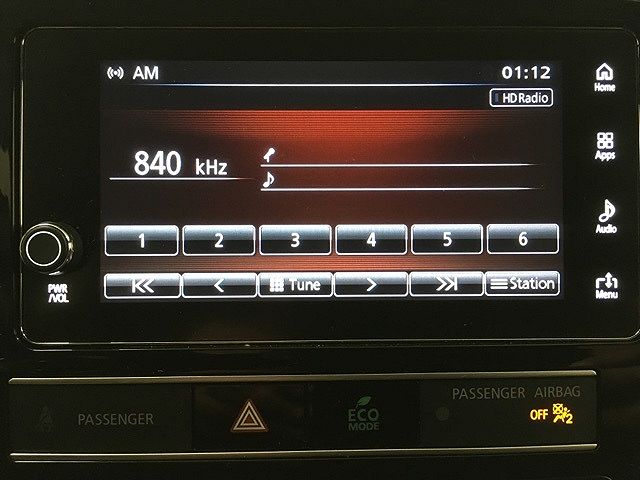 AM
01:12
HD Radio
840 kHz
1 2 3 4 5 6
Tune
Station
Home
Apps
Audio
Menu
PWR
/VOL
PASSENGER
ECO
MODE
PASSENGER AIRBAG
OFF
2